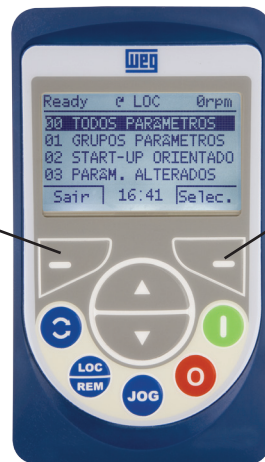 WEG
Ready LOC 0rpm
00 TODOS PARÂMETROS
01 GRUPOS PARÂMETROS
02 START-UP ORIENTADO
03 PARÂM. ALTERADOS
Sair 16:41 Selec.
LOC
REM
JOG